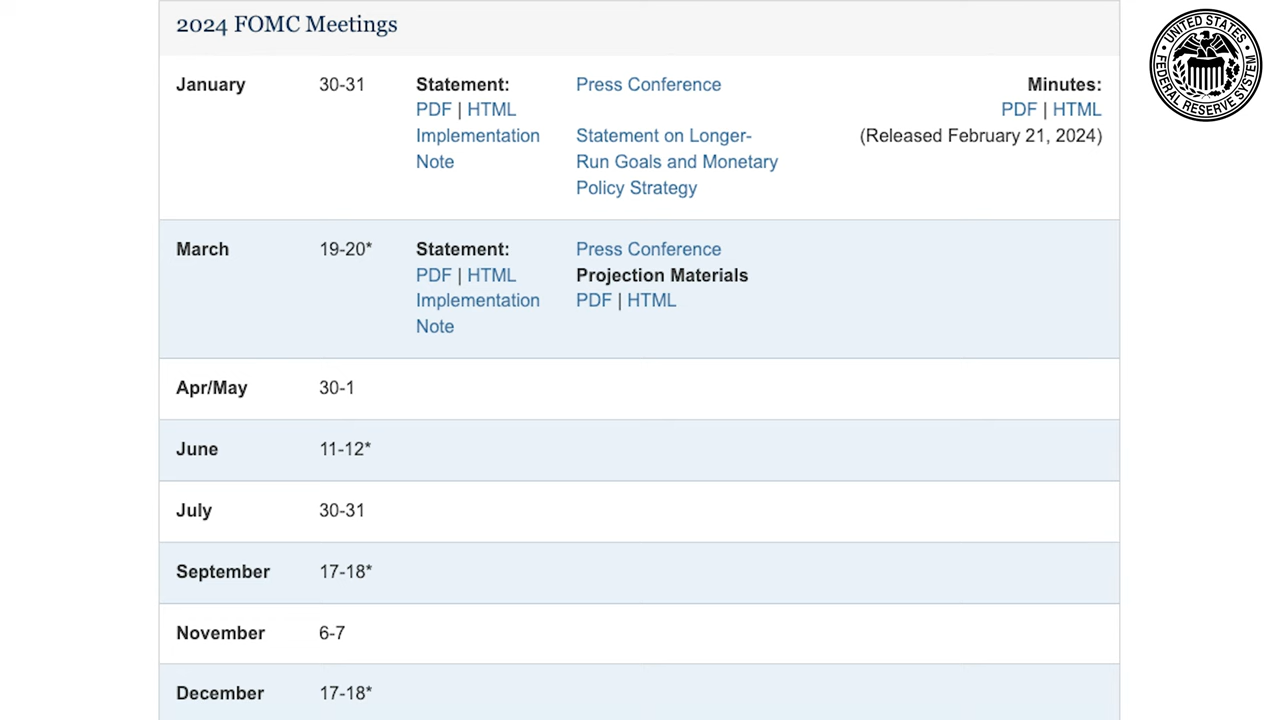 2024 FOMC Meetings
January 30-31 Statement: Press Conference Minutes:
PDF | HTML PDF | HTML
Implementation Statement on Longer- (Released February 21, 2024)
Note Run Goals and Monetary
Policy Strategy
March 19-20* Statement: Press Conference
PDF | HTML Projection Materials
Implementation PDF | HTML
Note
Apr/May 30-1
June 11-12*
July 30-31
September 17-18*
November 6-7
December 17-18*
UNITED STATES
FEDERAL RESERVE SYSTEM